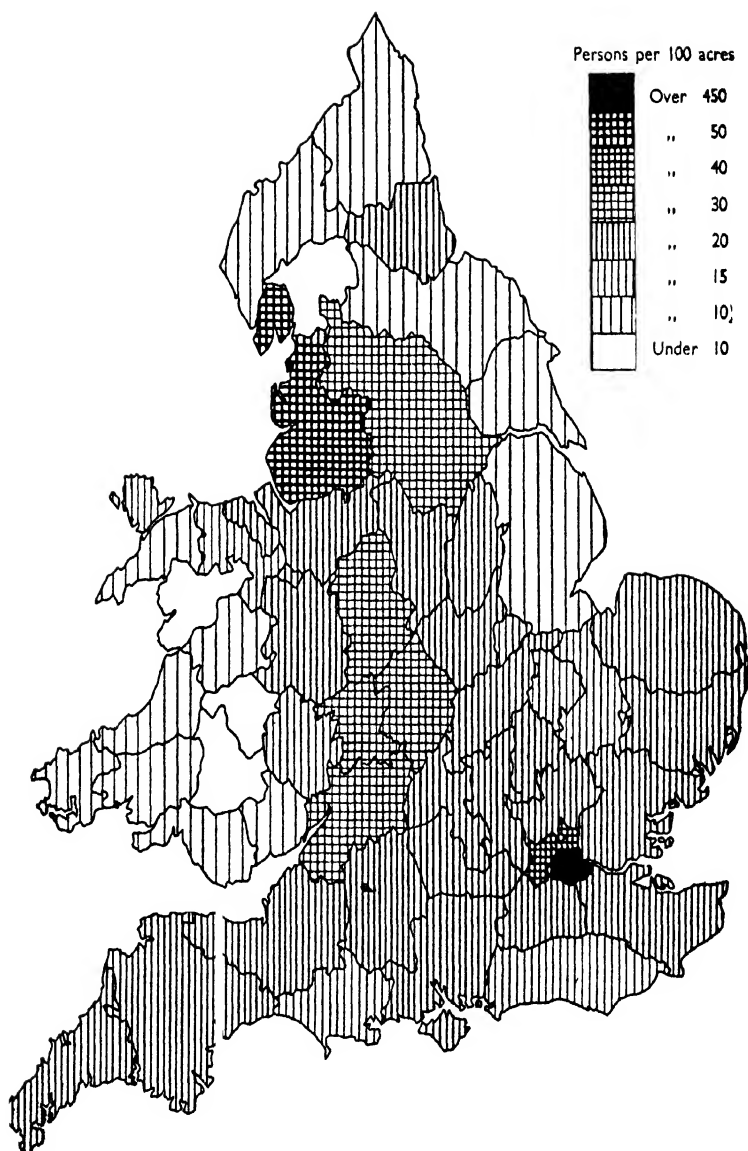 Persons per 100 acres
Over 450
,, 50
,, 40
,, 30
,, 20
,, 15
,, 10
Under 10